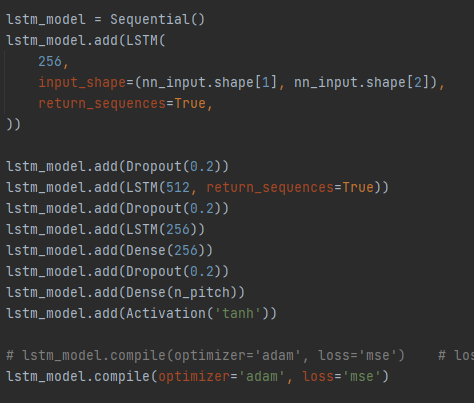 lstm_model = Sequential()
lstm_model.add(LSTM(
    256,
    input_shape=(nn_input.shape[1], nn_input.shape[2]),
    return_sequences=True,
))
lstm_model.add(Dropout(0.2))
lstm_model.add(LSTM(512, return_sequences=True))
lstm_model.add(Dropout(0.2))
lstm_model.add(LSTM(256))
lstm_model.add(Dense(256))
lstm_model.add(Dropout(0.2))
lstm_model.add(Dense(n_pitch))
lstm_model.add(Activation('tanh'))
# lstm_model.compile(optimizer='adam', loss='mse')    # los
lstm_model.compile(optimizer='adam', loss='mse')